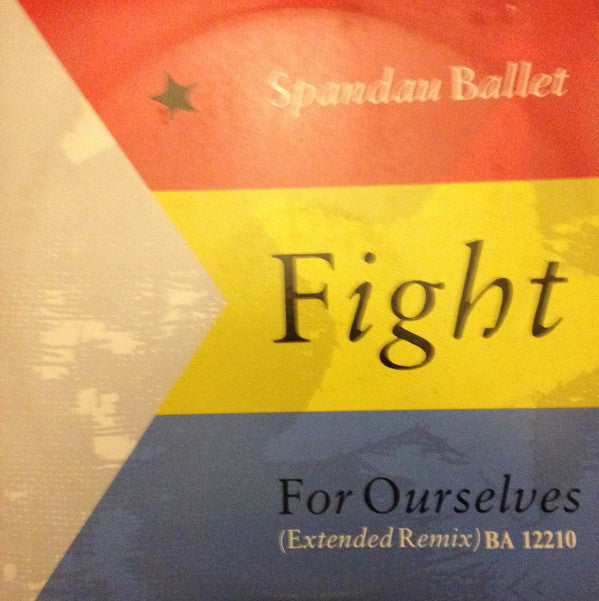 Spandau Ballet
Fight
For Ourselves
(Extended Remix) BA 12210